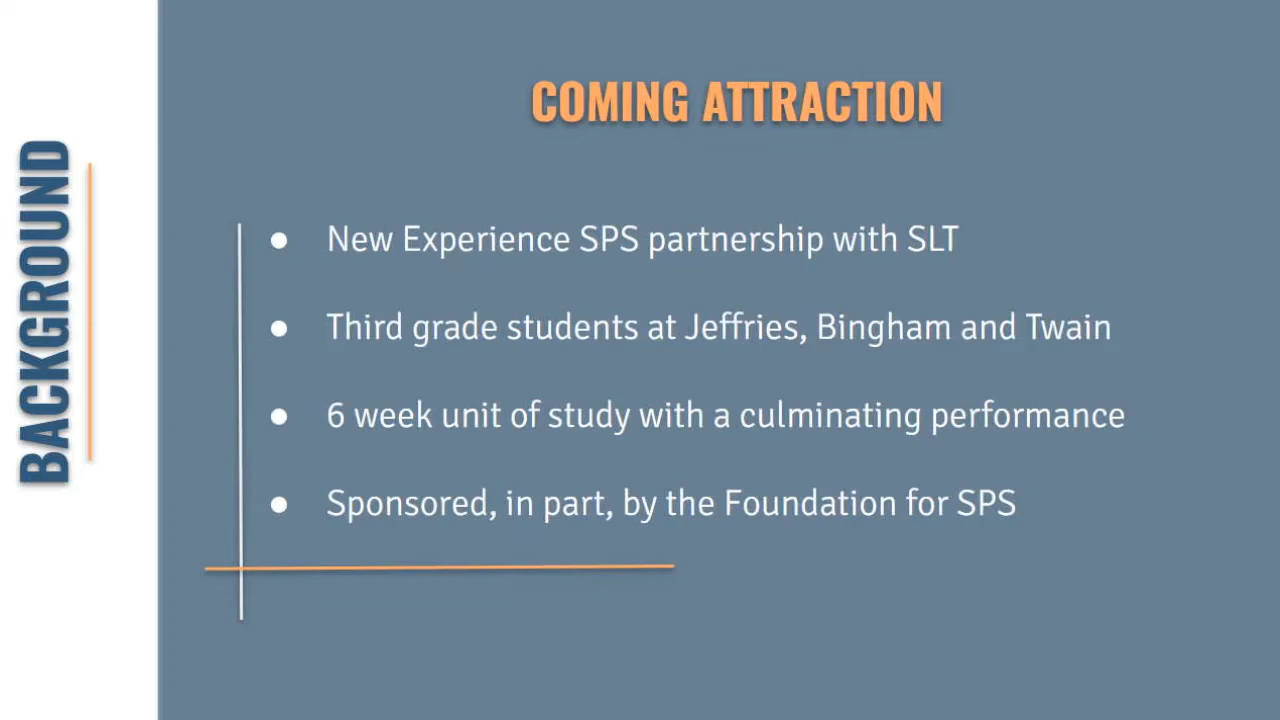 BACKGROUND
COMING ATTRACTION
● New Experience SPS partnership with SLT
● Third grade students at Jeffries, Bingham and Twain
● 6 week unit of study with a culminating performance
● Sponsored, in part, by the Foundation for SPS